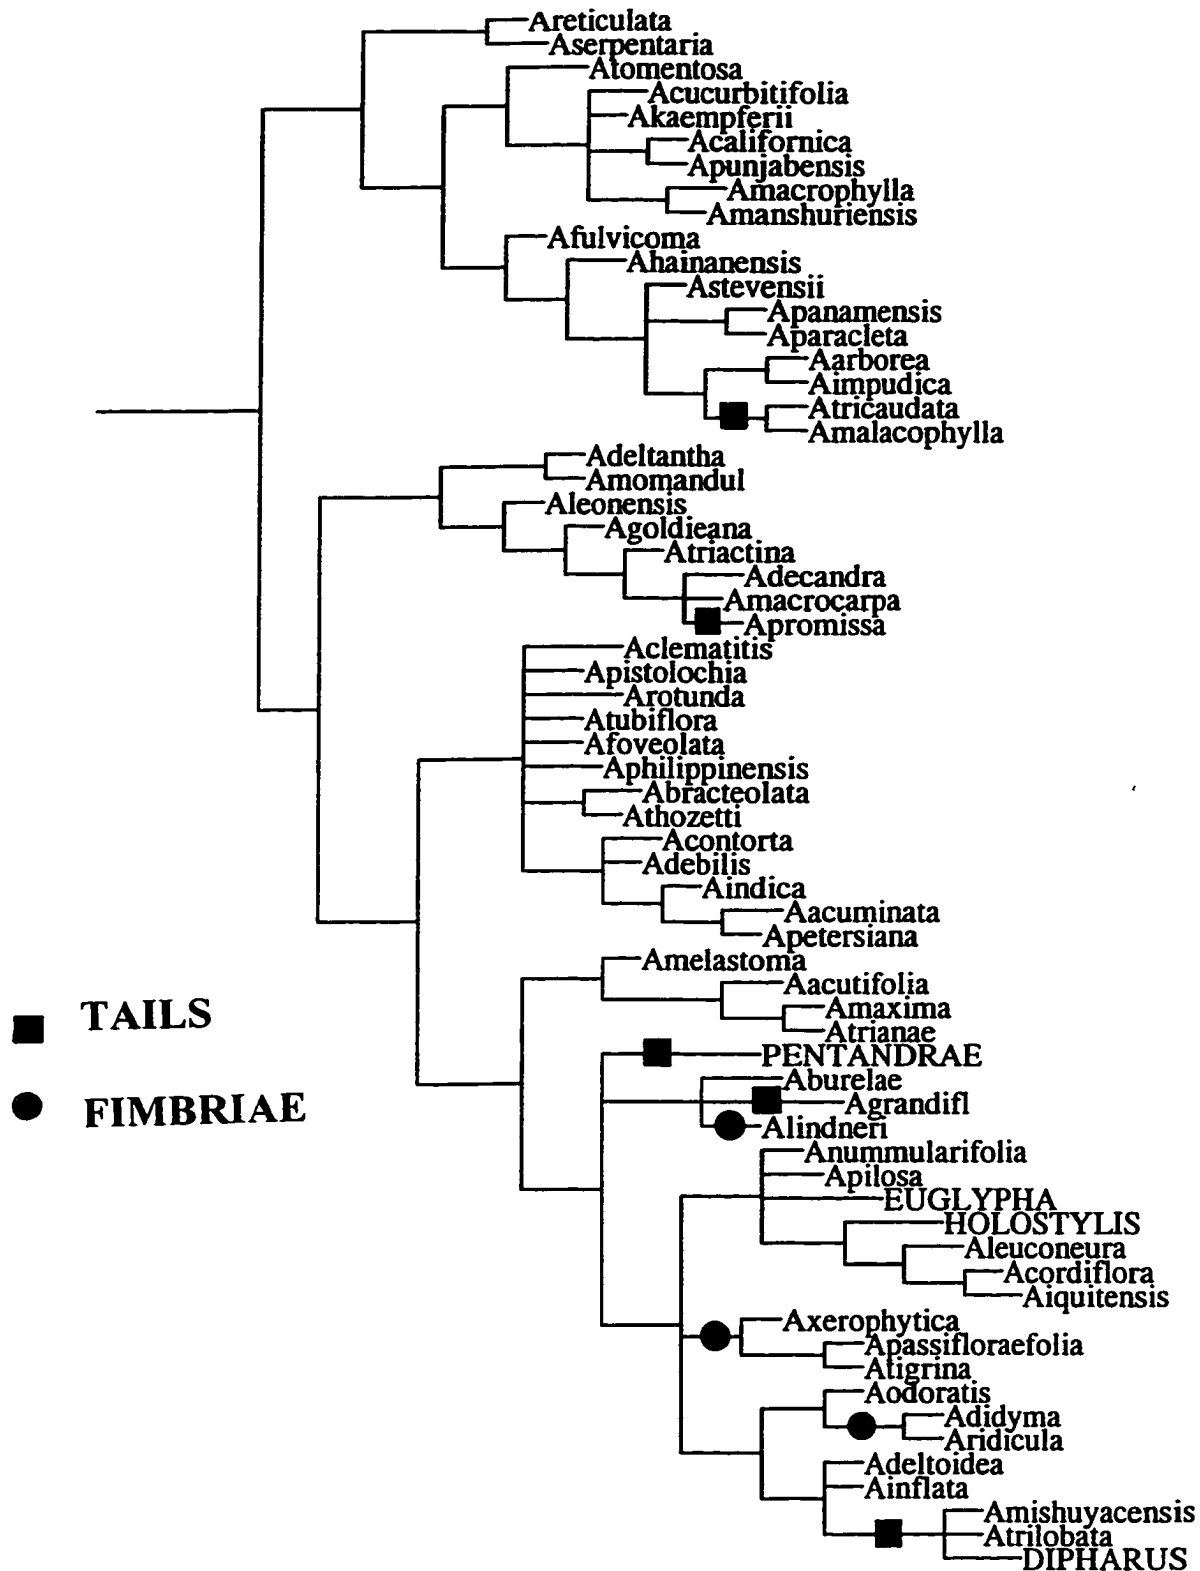 Areticulata
Aserpentaria
Atomentosa
Acucurbitifolia
Akaempferii
Acalifornica
Apunjabensis
Amacrophylla
Amanshuriensis
Afulvicoma
Ahainanensis
Astevensii
Apanamensis
Aparacleta
Aarborea
Aimpudica
Atricaudata
Amalacophylla
Adeltantha
Amomandul
Aleonensis
Agoldieana
Atriactina
Adecandra
Amacrocarpa
Apromissa
Aclematitis
Apistolochia
Arotunda
Atubiflora
Afoveolata
Aphilippinensis
Abracteolata
Athozetti
Acontorta
Adebilis
Aindica
Aacuminata
Apetersiana
Amelastoma
Aacutifolia
Amaxima
Atrianae
PENTANDRAE
Aburelae
Agrandifl
Alindneri
Anummularifolia
Apilosa
EUGLYPHA
HOLOSTYLIS
Aleuconeura
Acordiflora
Aiquitensis
Axerophytica
Apassifloraefolia
Atigrina
Aodoratis
Adidyma
Aridicula
Adeltoidea
Ainflata
Amishuyacensis
Atrilobata
DIPHARUS
TAILS
FIMBRIAE